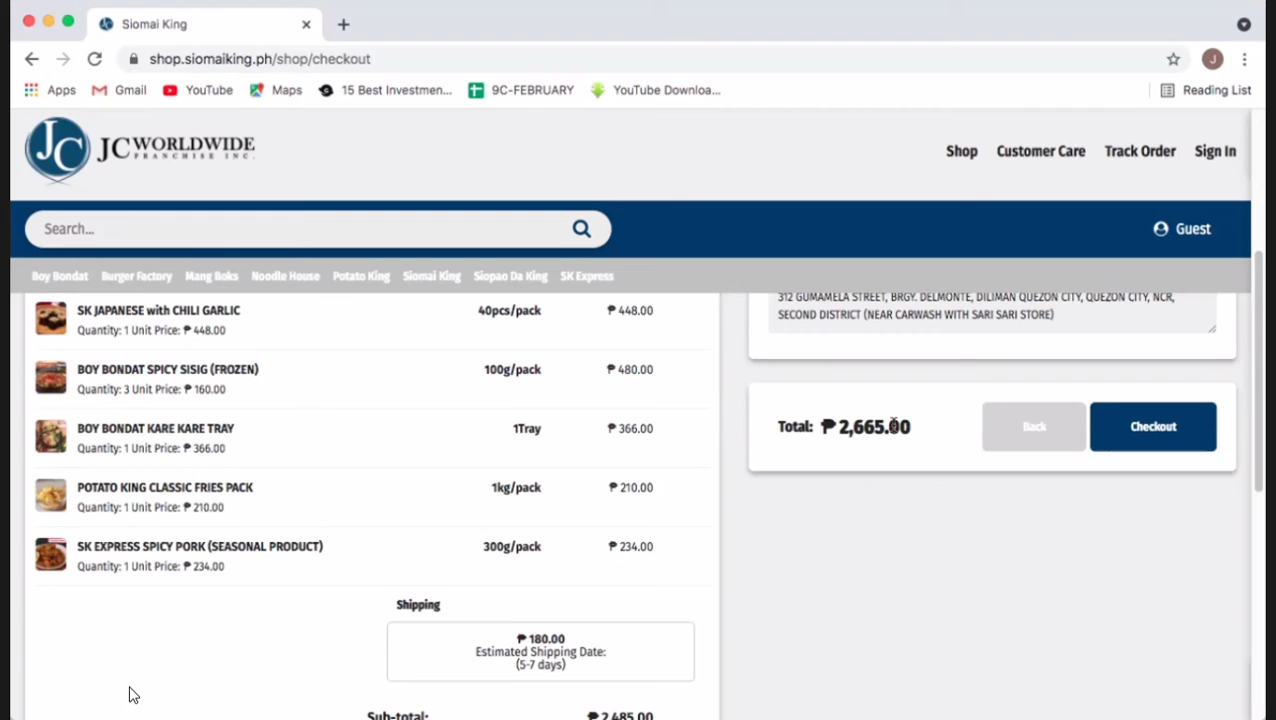 Siomai King
shop.siomaiking.ph/shop/checkout
Apps Gmail YouTube Maps 15 Best Investmen... 9C-FEBRUARY YouTube Downloa... Reading List
J
JC
JC WORLDWIDE
FRANCHISE INC.
Shop Customer Care Track Order Sign In
Search...
Guest
Boy Bondat Burger Factory Mang Boks Noodle House Potato King Siomai King Siopao Da King SK Express
SK JAPANESE with CHILI GARLIC 40pcs/pack ₱ 448.00
Quantity: 1 Unit Price: ₱ 448.00
BOY BONDAT SPICY SISIG (FROZEN) 100g/pack ₱ 480.00
Quantity: 3 Unit Price: ₱ 160.00
BOY BONDAT KARE KARE TRAY 1Tray ₱ 366.00
Quantity: 1 Unit Price: ₱ 366.00
POTATO KING CLASSIC FRIES PACK 1kg/pack ₱ 210.00
Quantity: 1 Unit Price: ₱ 210.00
SK EXPRESS SPICY PORK (SEASONAL PRODUCT) 300g/pack ₱ 234.00
Quantity: 1 Unit Price: ₱ 234.00
Shipping
₱ 180.00
Estimated Shipping Date:
(5-7 days)
Sub-total: ₱ 2,485.00
312 GUMAMELA STREET, BRGY. DELMONTE, DILIMAN QUEZON CITY, QUEZON CITY, NCR,
SECOND DISTRICT (NEAR CARWASH WITH SARI SARI STORE)
Total: ₱ 2,665.00
Back
Checkout